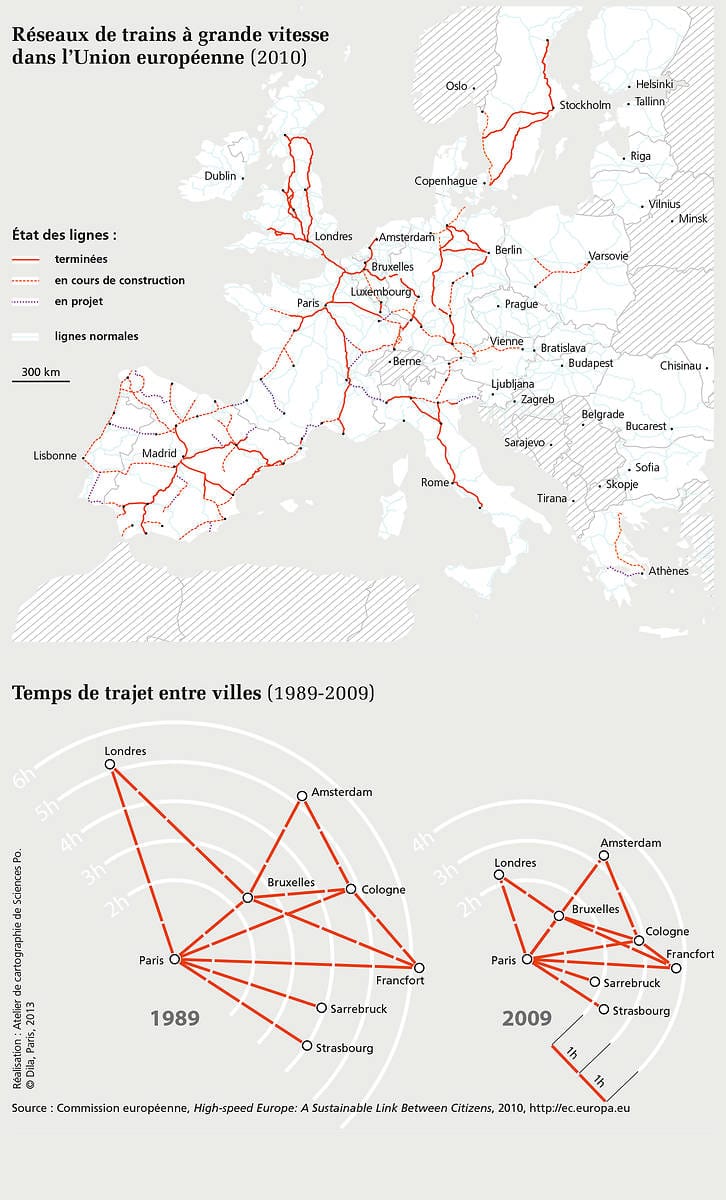 Réseaux de trains à grande vitesse
dans l'Union européenne (2010)
Oslo
Helsinki
Tallinn
Stockholm
Riga
Dublin
Copenhague
Vilnius
Minsk
État des lignes :
terminées
en cours de construction
en projet
lignes normales
300 km
Londres
Amsterdam
Berlin
Varsovie
Bruxelles
Luxembourg
Paris
Prague
Vienne
Bratislava
Berne
Budapest
Chisinau
Ljubljana
Zagreb
Belgrade
Bucarest
Lisbonne
Madrid
Sarajevo
Sofia
Rome
Skopje
Tirana
Athènes
Temps de trajet entre villes (1989-2009)
6h
5h
4h
3h
2h
Londres
Amsterdam
Bruxelles
Cologne
Paris
Francfort
Sarrebruck
Strasbourg
1989
4h
3h
2h
Londres
Amsterdam
Bruxelles
Cologne
Francfort
Paris
Sarrebruck
Strasbourg
2009
1h
1h
Réalisation : Atelier de cartographie de Sciences Po.
© Dila, Paris, 2013
Source : Commission européenne, High-speed Europe: A Sustainable Link Between Citizens, 2010, http://ec.europa.eu